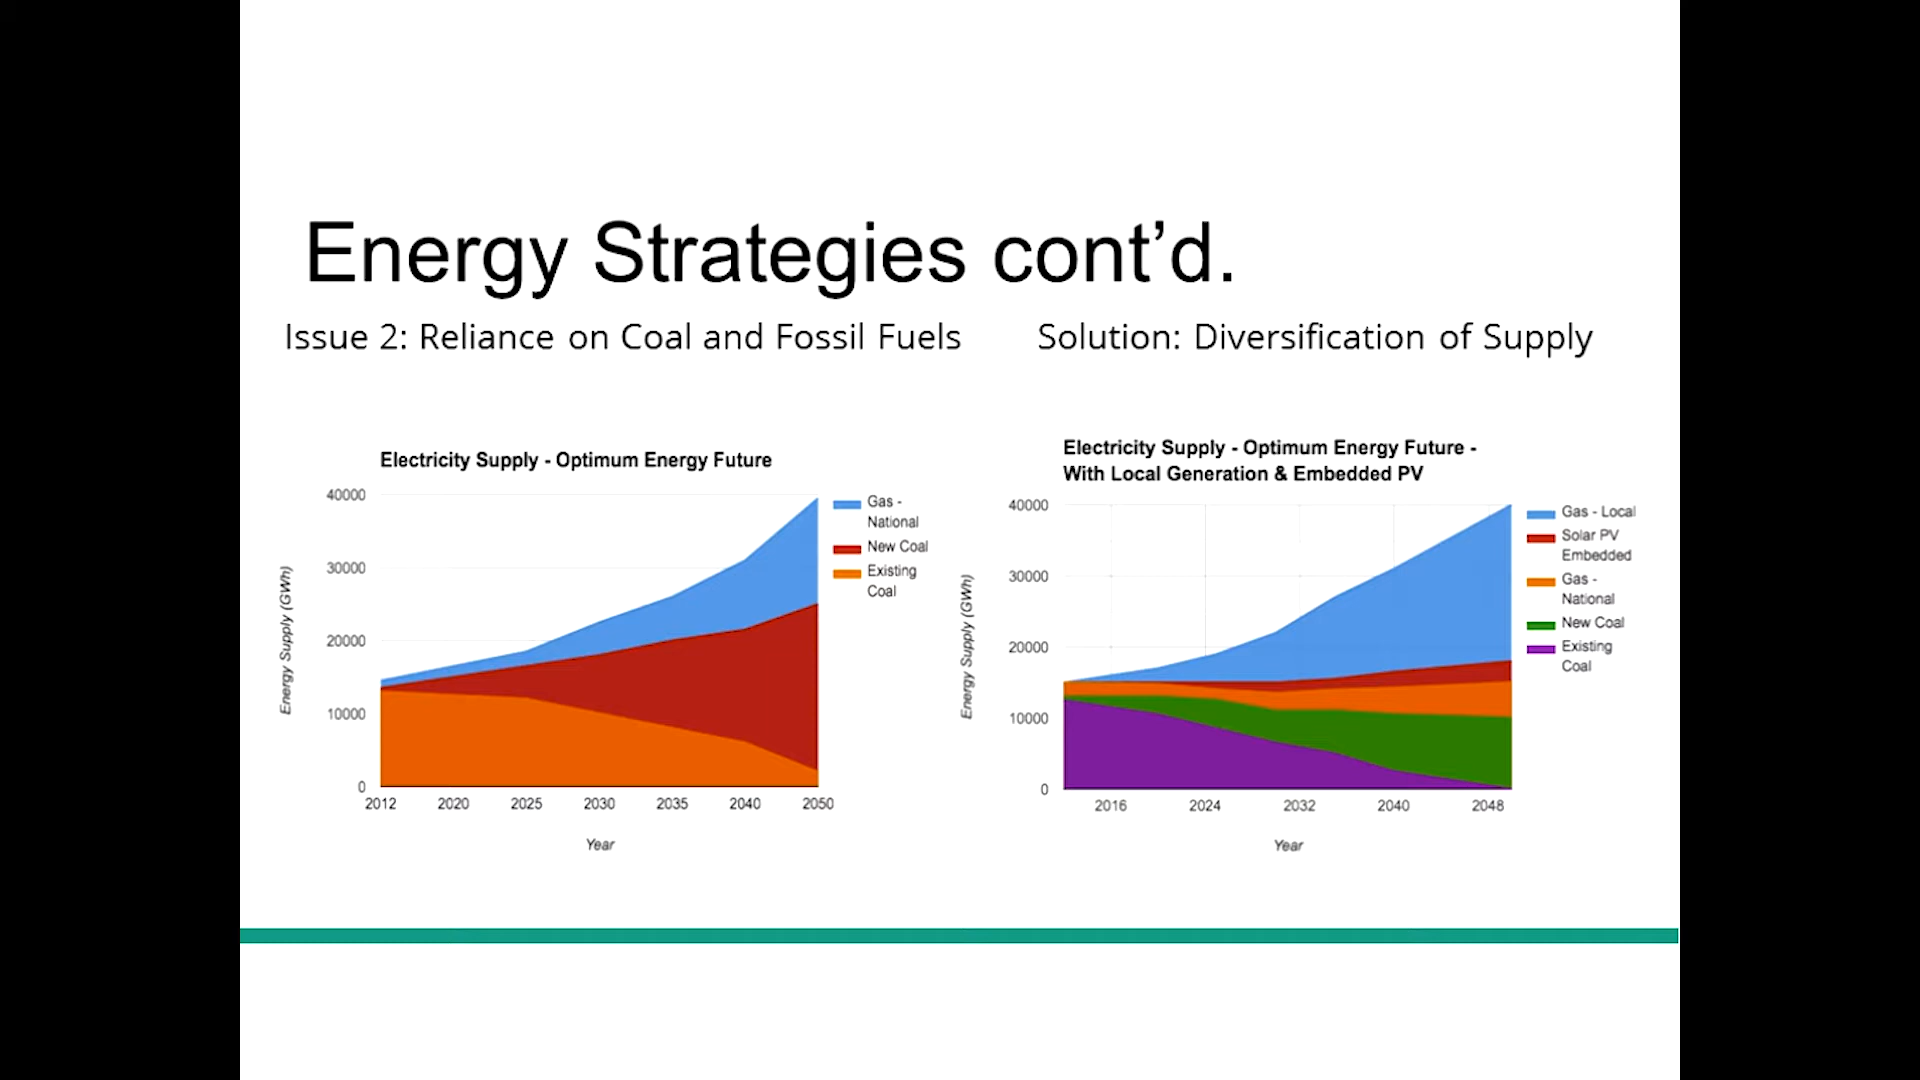 Energy Strategies cont’d.
Issue 2: Reliance on Coal and Fossil Fuels
Solution: Diversification of Supply
Electricity Supply - Optimum Energy Future
40000
30000
20000
10000
0
Energy Supply (GWh)
2012 2020 2025 2030 2035 2040 2050
Year
Gas -
National
New Coal
Existing
Coal
Electricity Supply - Optimum Energy Future -
With Local Generation & Embedded PV
40000
30000
20000
10000
0
Energy Supply (GWh)
2016 2024 2032 2040 2048
Year
Gas - Local
Solar PV
Embedded
Gas -
National
New Coal
Existing
Coal